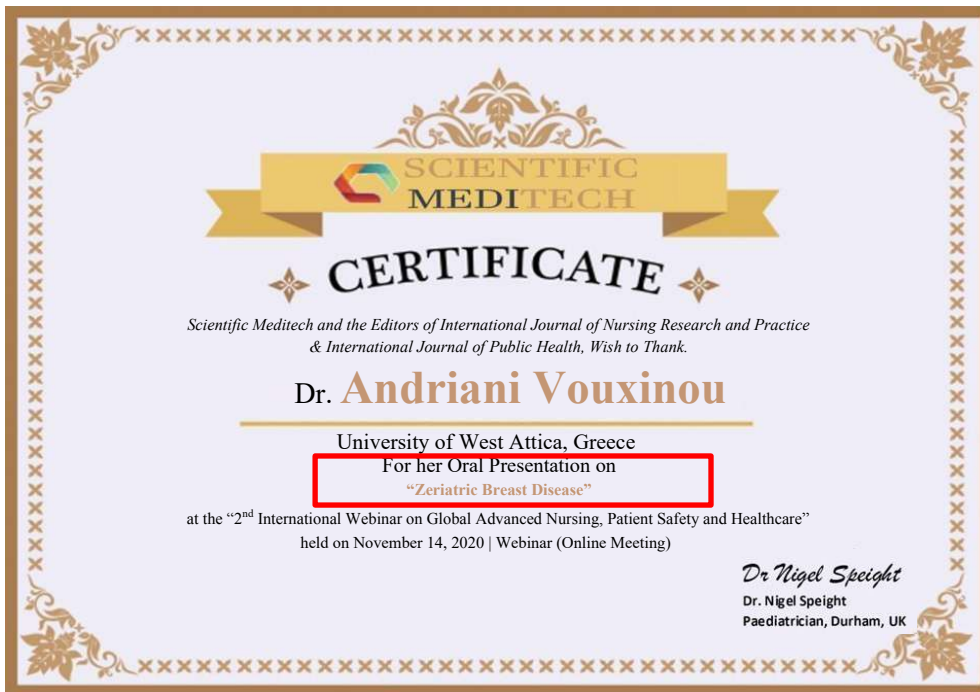 SCIENTIFIC
MEDITECH
CERTIFICATE
Scientific Meditech and the Editors of International Journal of Nursing Research and Practice
& International Journal of Public Health, Wish to Thank.
Dr. Andriani Vouxinou
University of West Attica, Greece
For her Oral Presentation on
“Zeriatric Breast Disease”
at the “2nd International Webinar on Global Advanced Nursing, Patient Safety and Healthcare”
held on November 14, 2020 | Webinar (Online Meeting)
Dr Nigel Speight
Dr. Nigel Speight
Paediatrician, Durham, UK